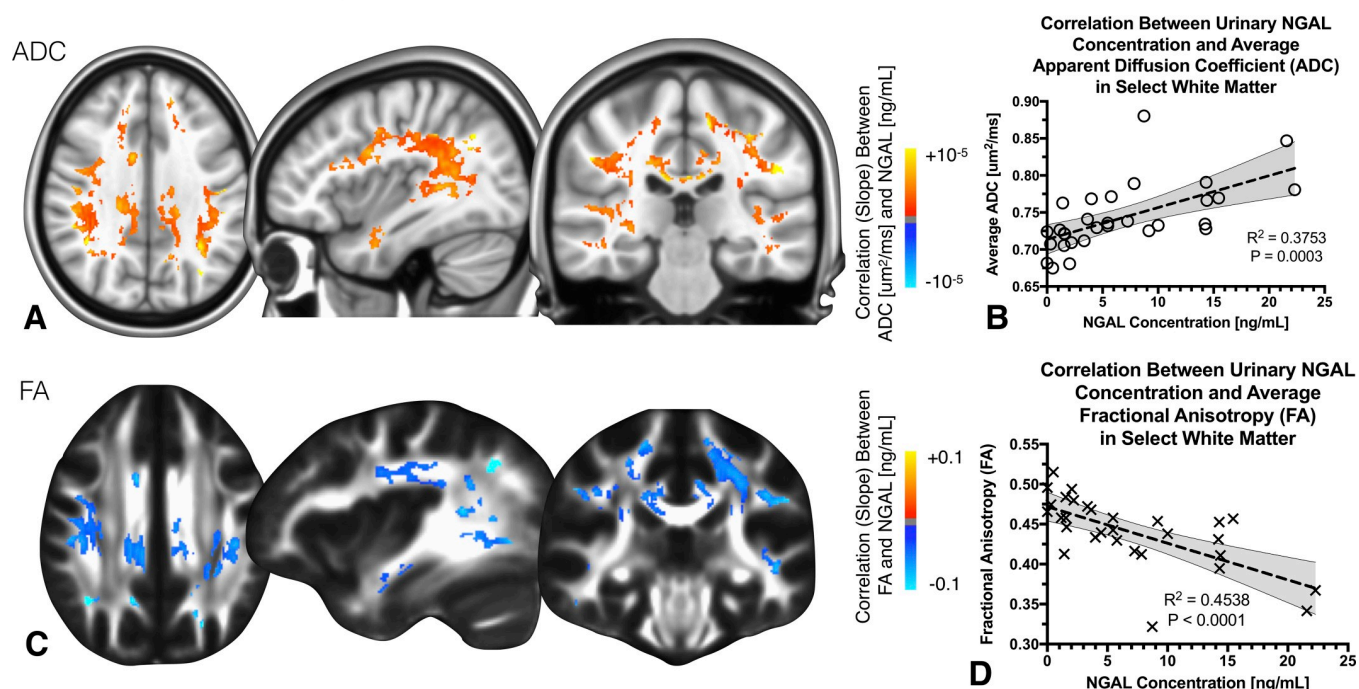 ADC
A
Correlation (Slope) Between
ADC [um²/ms] and NGAL [ng/mL]
+10⁻⁵
-10⁻⁵
Correlation Between Urinary NGAL
Concentration and Average
Apparent Diffusion Coefficient (ADC)
in Select White Matter
Average ADC [um²/ms]
0.90
0.85
0.80
0.75
0.70
0.65
R² = 0.3753
P = 0.0003
0 5 10 15 20 25
NGAL Concentration [ng/mL]
B
FA
C
Correlation (Slope) Between
FA and NGAL [ng/mL]
+0.1
-0.1
Correlation Between Urinary NGAL
Concentration and Average
Fractional Anisotropy (FA)
in Select White Matter
Fractional Anisotropy (FA)
0.55
0.50
0.45
0.40
0.35
0.30
R² = 0.4538
P < 0.0001
0 5 10 15 20 25
NGAL Concentration [ng/mL]
D